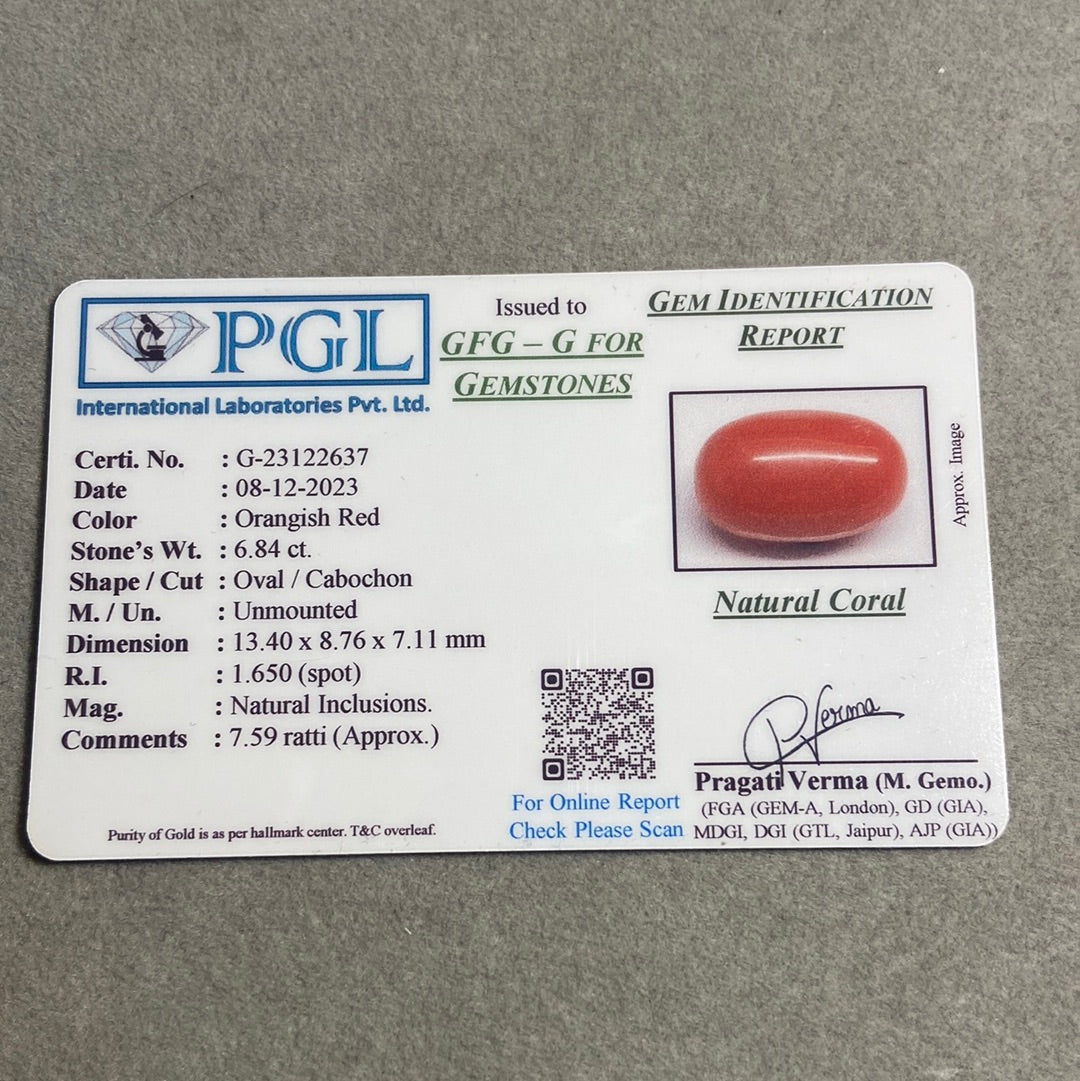 PGL
International Laboratories Pvt. Ltd.
Issued to
GFG – G FOR
GEMSTONES
GEM IDENTIFICATION
REPORT
Certi. No. : G-23122637
Date : 08-12-2023
Color : Orangish Red
Stone's Wt. : 6.84 ct.
Shape / Cut : Oval / Cabochon
M. / Un. : Unmounted
Dimension : 13.40 x 8.76 x 7.11 mm
R.I. : 1.650 (spot)
Mag. : Natural Inclusions.
Comments : 7.59 ratti (Approx.)
Purity of Gold is as per hallmark center. T&C overleaf.
Approx. Image
Natural Coral
For Online Report
Check Please Scan
PVerma
Pragati Verma (M. Gemo.)
(FGA (GEM-A, London), GD (GIA),
MDGI, DGI (GTL, Jaipur), AJP (GIA))